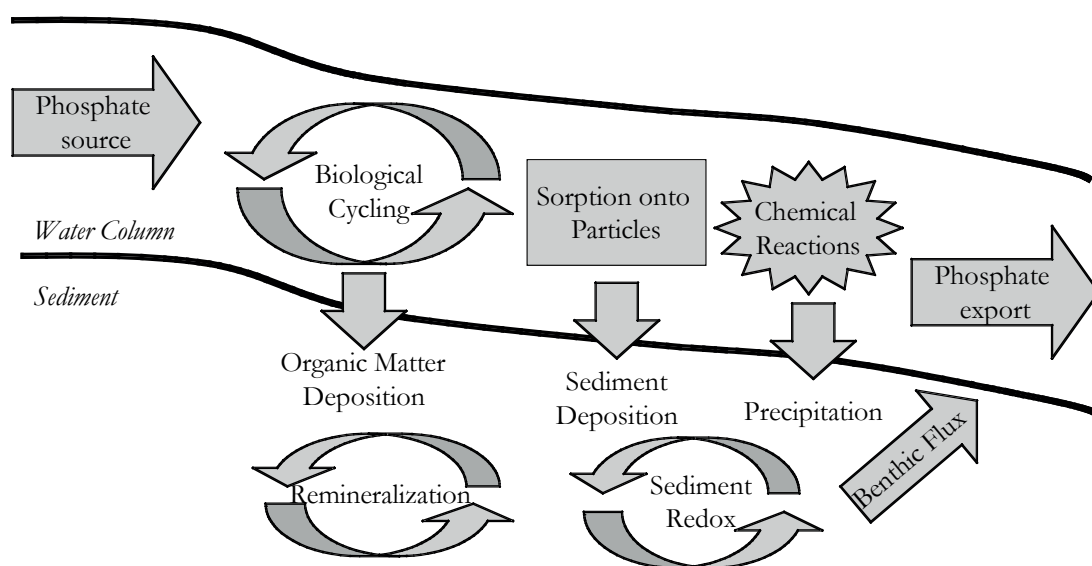 Phosphate
source
Biological
Cycling
Sorption onto
Particles
Chemical
Reactions
Water Column
Sediment
Phosphate
export
Organic Matter
Deposition
Sediment
Deposition
Precipitation
Benthic Flux
Remineralization
Sediment
Redox